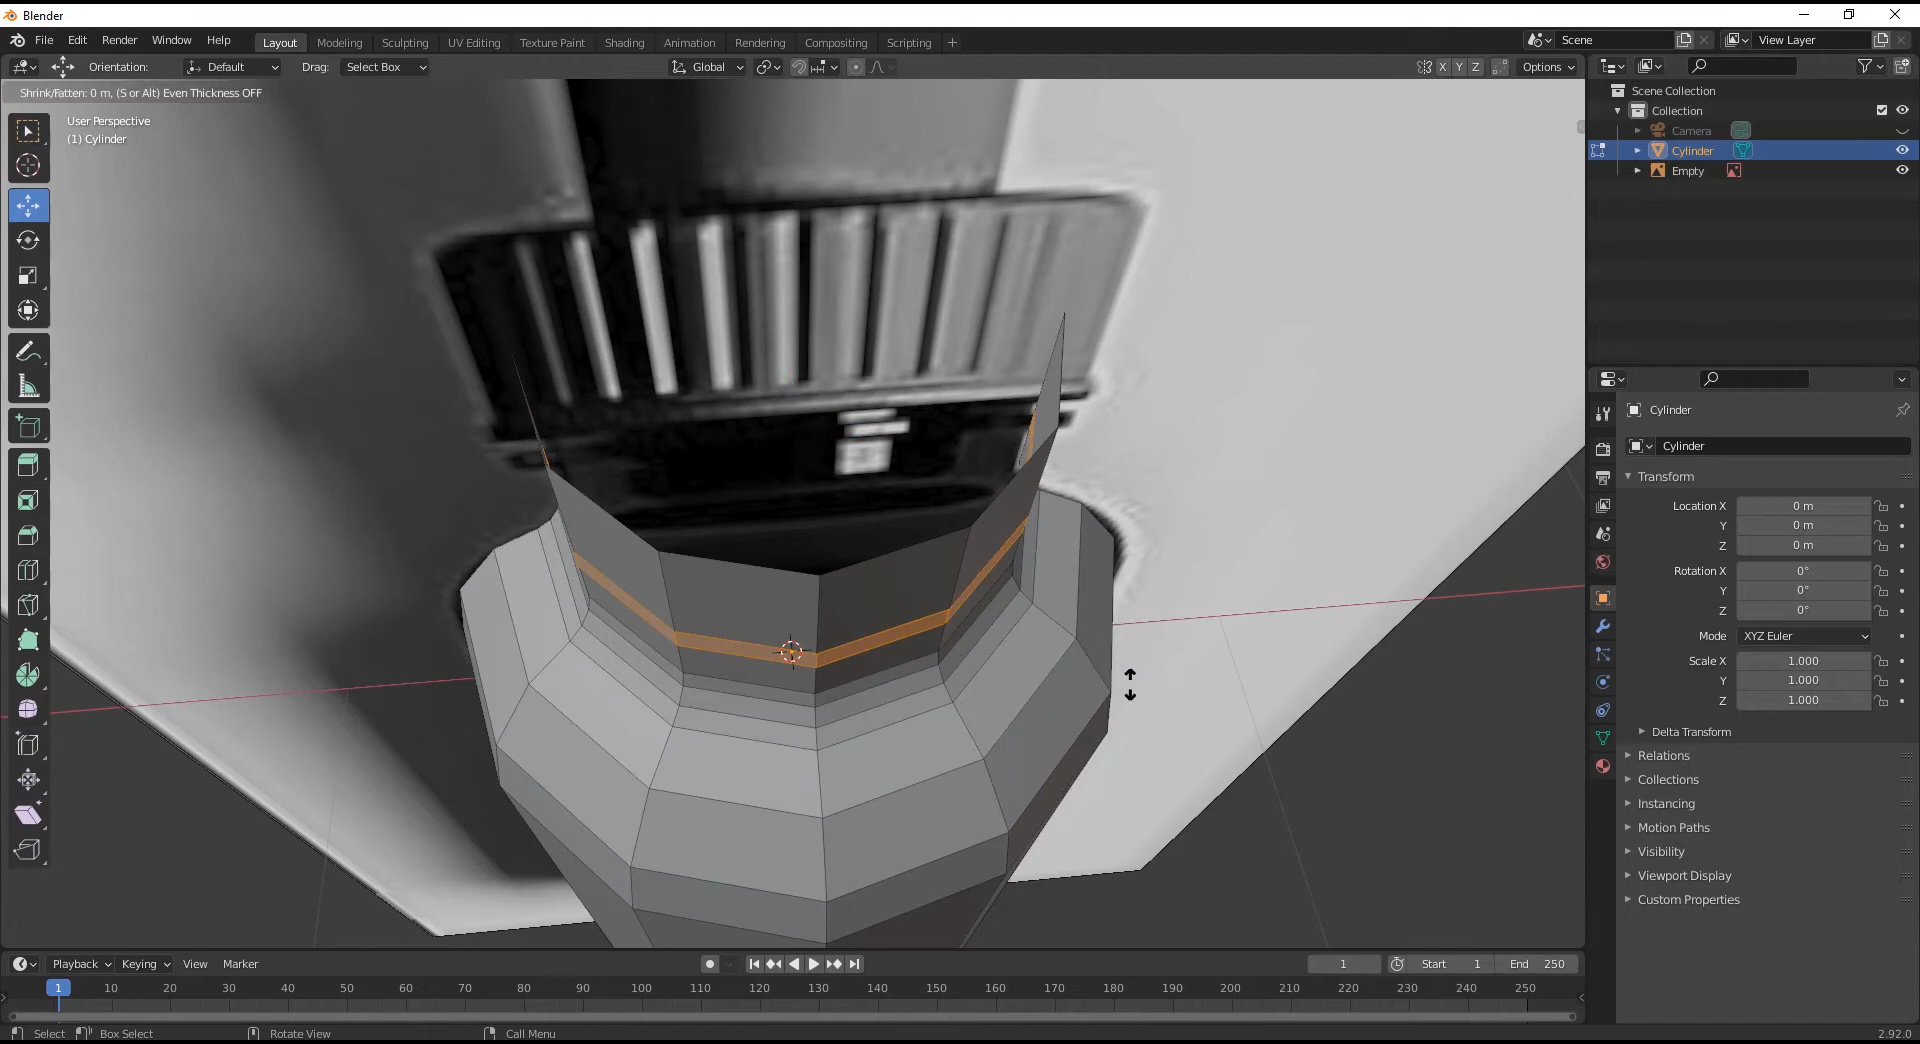 Blender
File Edit Render Window Help
Layout Modeling Sculpting UV Editing Texture Paint Shading Animation Rendering Compositing Scripting +
Scene
View Layer
Orientation: Default Drag: Select Box
Global
X Y Z Options
Shrink/Fatten: 0 m, (S or Alt) Even Thickness OFF
User Perspective
(1) Cylinder
Scene Collection
Collection
Camera
Cylinder
Empty
Cylinder
Cylinder
Transform
Location X 0 m
Y 0 m
Z 0 m
Rotation X 0°
Y 0°
Z 0°
Mode XYZ Euler
Scale X 1.000
Y 1.000
Z 1.000
Delta Transform
Relations
Collections
Instancing
Motion Paths
Visibility
Viewport Display
Custom Properties
Playback Keying View Marker
1 Start 1 End 250
1 10 20 30 40 50 60 70 80 90 100 110 120 130 140 150 160 170 180 190 200 210 220 230 240 250
Select Box Select Rotate View Call Menu
2.92.0